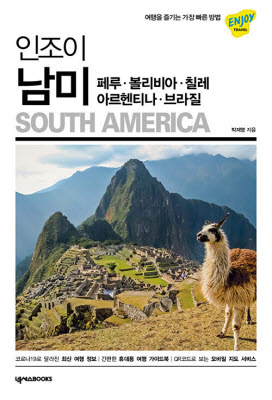 여행을 즐기는 가장 빠른 방법
ENJOY
TRAVEL
인조이
남미
페루·볼리비아·칠레
아르헨티나·브라질
SOUTH AMERICA
박재영 지음
코로나19로 달라진 최신 여행 정보 | 간편한 휴대용 여행 가이드북 | QR코드로 보는 모바일 지도 서비스
넥서스BOOKS